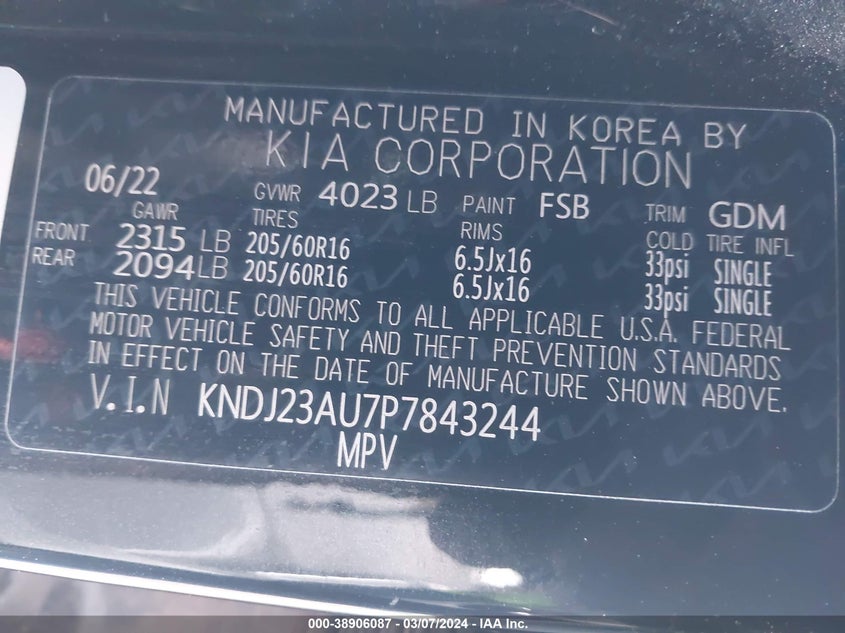 MANUFACTURED IN KOREA BY
KIA CORPORATION
06/22 GVWR 4023 LB PAINT FSB TRIM GDM
GAWR TIRES RIMS COLD TIRE INFL
FRONT 2315 LB 205/60R16 6.5Jx16 33psi SINGLE
REAR 2094 LB 205/60R16 6.5Jx16 33psi SINGLE
THIS VEHICLE CONFORMS TO ALL APPLICABLE U.S.A. FEDERAL
MOTOR VEHICLE SAFETY AND THEFT PREVENTION STANDARDS
IN EFFECT ON THE DATE OF MANUFACTURE SHOWN ABOVE.
V.I.N KNDJ23AU7P7843244
MPV
000-38906087 - 03/07/2024 - IAA, Inc.